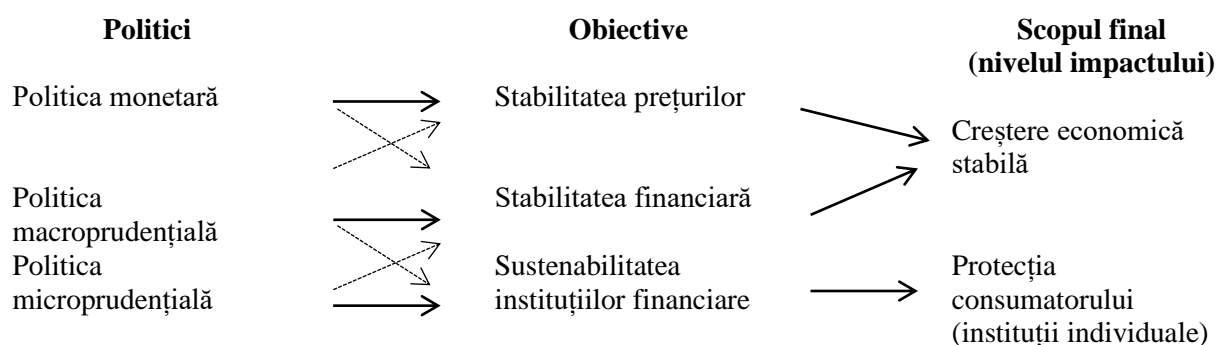 Politici
Obiective
Scopul final
(nivelul impactului)
Politica monetară
Stabilitatea prețurilor
Creștere economică
stabilă
Politica
macroprudențială
Stabilitatea financiară
Politica
microprudențială
Sustenabilitatea
instituțiilor financiare
Protecția
consumatorului
(instituții individuale)